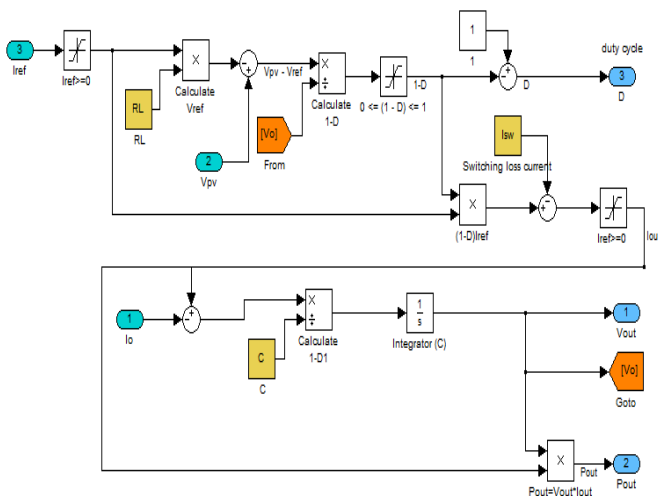 3
Iref
Iref>=0
×
Calculate
Vref
RL
RL
Vpv - Vref
2
Vpv
×
÷
Calculate
1-D
[Vo]
From
0 <= (1 - D) <= 1
1-D
1
1
D
duty cycle
3
D
Isw
Switching loss current
×
(1-D)Iref
Iref>=0
Iou
1
Io
C
C
×
÷
Calculate
1-D1
1
s
Integrator (C)
1
Vout
[Vo]
Goto
×
Pout=Vout*Iout
Pout
2
Pout